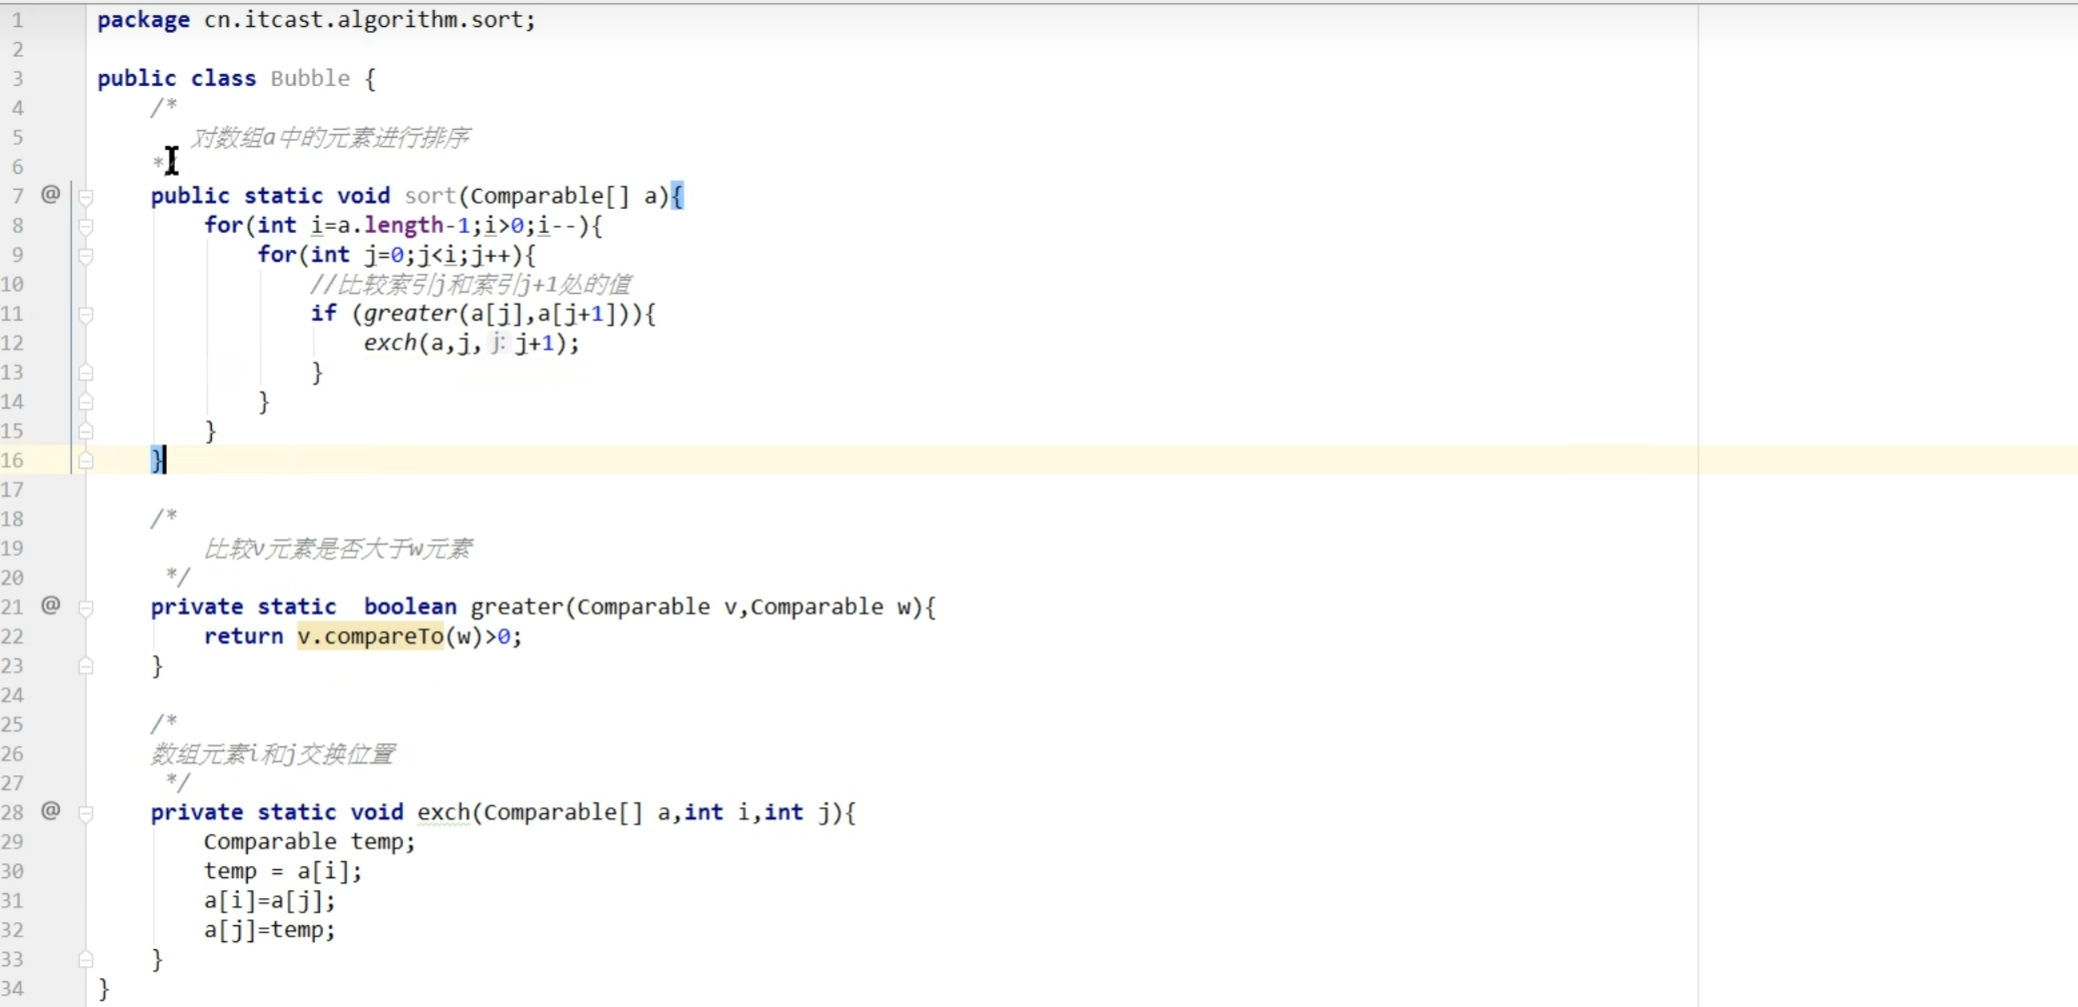 1 package cn.itcast.algorithm.sort;
2
3 public class Bubble {
4 /*
5 对数组a中的元素进行排序
6 *
7 @ public static void sort(Comparable[] a){
8 for(int i=a.length-1;i>0;i--){
9 for(int j=0;j<i;j++){
10 //比较索引j和索引j+1处的值
11 if (greater(a[j],a[j+1])){
12 exch(a,j, j: j+1);
13 }
14 }
15 }
16 }
17
18 /*
19 比较v元素是否大于w元素
20 */
21 @ private static  boolean greater(Comparable v,Comparable w){
22 return v.compareTo(w)>0;
23 }
24
25 /*
26 数组元素i和j交换位置
27 */
28 @ private static void exch(Comparable[] a,int i,int j){
29 Comparable temp;
30 temp = a[i];
31 a[i]=a[j];
32 a[j]=temp;
33 }
34 }